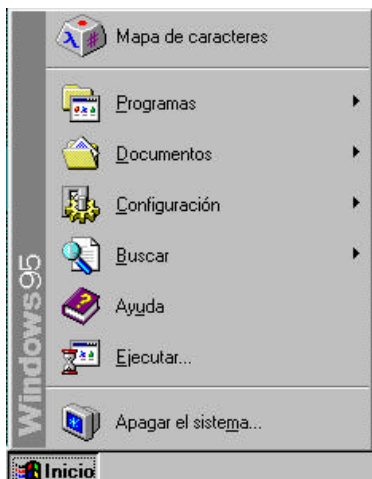 Mapa de caracteres
Programas
Documentos
Configuración
Buscar
Ayuda
Ejecutar...
Apagar el sistema...
Windows95
Inicio